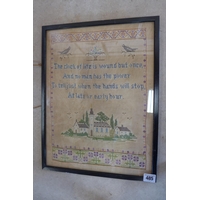 The clock of life is wound but once
And no man has the power
To tell just when the hands will stop
At late or early hour.
489